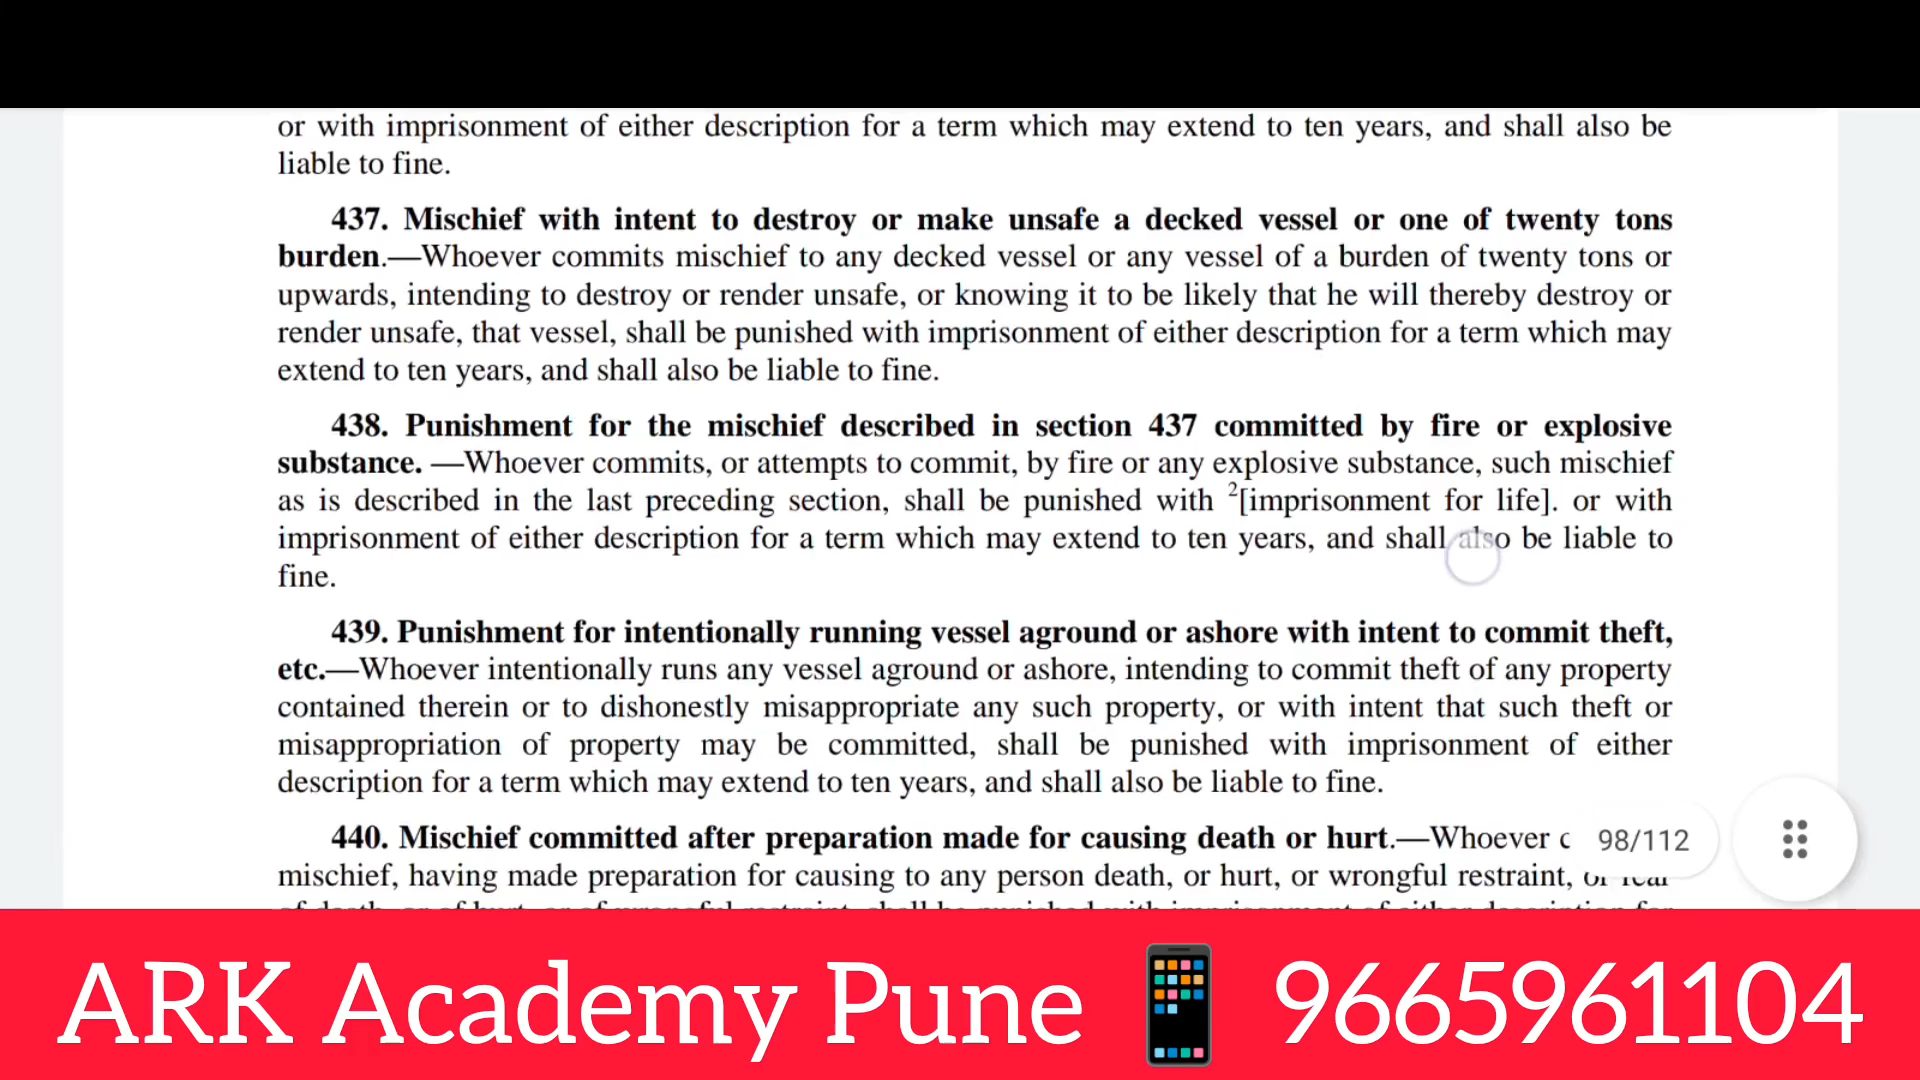 or with imprisonment of either description for a term which may extend to ten years, and shall also be
liable to fine.
437. Mischief with intent to destroy or make unsafe a decked vessel or one of twenty tons
burden.—Whoever commits mischief to any decked vessel or any vessel of a burden of twenty tons or
upwards, intending to destroy or render unsafe, or knowing it to be likely that he will thereby destroy or
render unsafe, that vessel, shall be punished with imprisonment of either description for a term which may
extend to ten years, and shall also be liable to fine.
438. Punishment for the mischief described in section 437 committed by fire or explosive
substance. —Whoever commits, or attempts to commit, by fire or any explosive substance, such mischief
as is described in the last preceding section, shall be punished with 2[imprisonment for life]. or with
imprisonment of either description for a term which may extend to ten years, and shall also be liable to
fine.
439. Punishment for intentionally running vessel aground or ashore with intent to commit theft,
etc.—Whoever intentionally runs any vessel aground or ashore, intending to commit theft of any property
contained therein or to dishonestly misappropriate any such property, or with intent that such theft or
misappropriation of property may be committed, shall be punished with imprisonment of either
description for a term which may extend to ten years, and shall also be liable to fine.
440. Mischief committed after preparation made for causing death or hurt.—Whoever
98/112
mischief, having made preparation for causing to any person death, or hurt, or wrongful restraint,
ARK Academy Pune 9665961104